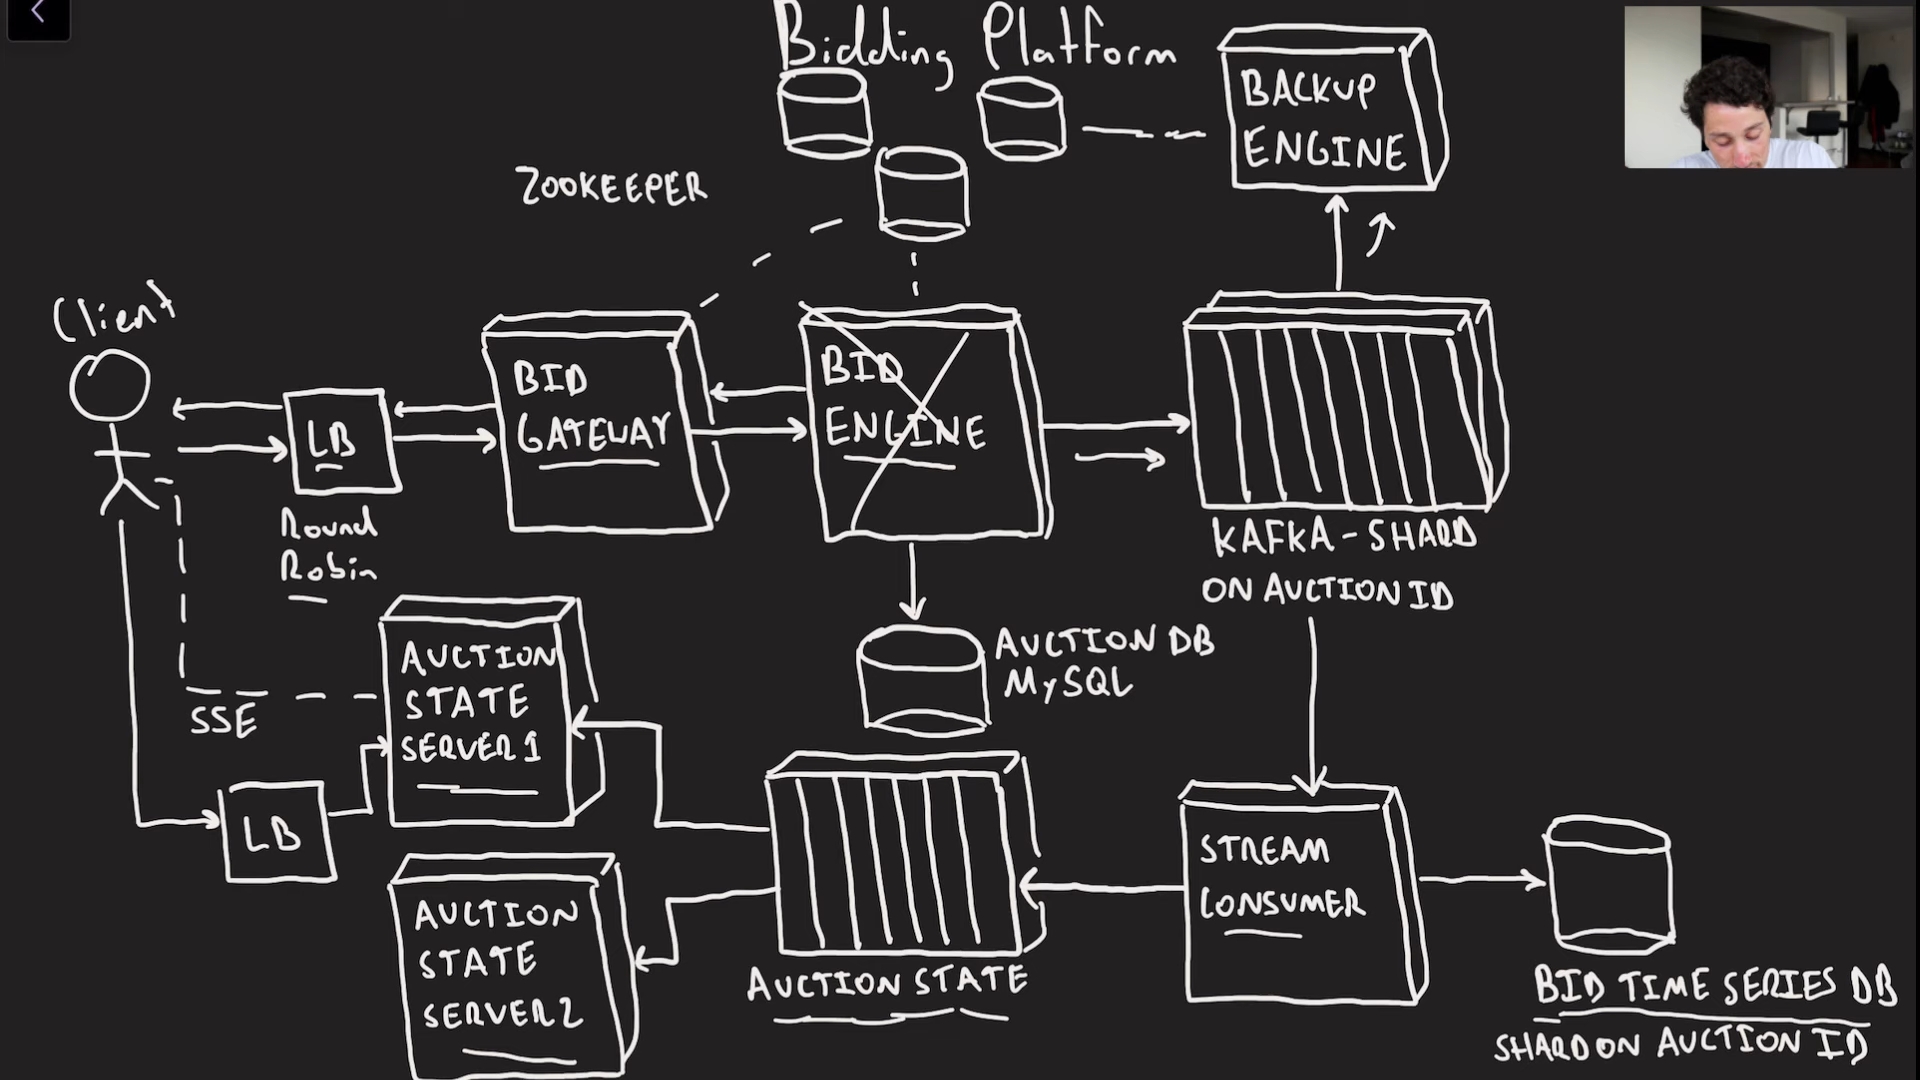 Bidding Platform
BACKUP
ENGINE
ZOOKEEPER
Client
LB
Round
Robin
BID
GATEWAY
BID
ENGINE
KAFKA - SHARD
ON AUCTION ID
AUCTION DB
MySQL
SSE
AUCTION
STATE
SERVER 1
LB
AUCTION
STATE
SERVER 2
AUCTION STATE
STREAM
CONSUMER
BID TIME SERIES DB
SHARD ON AUCTION ID